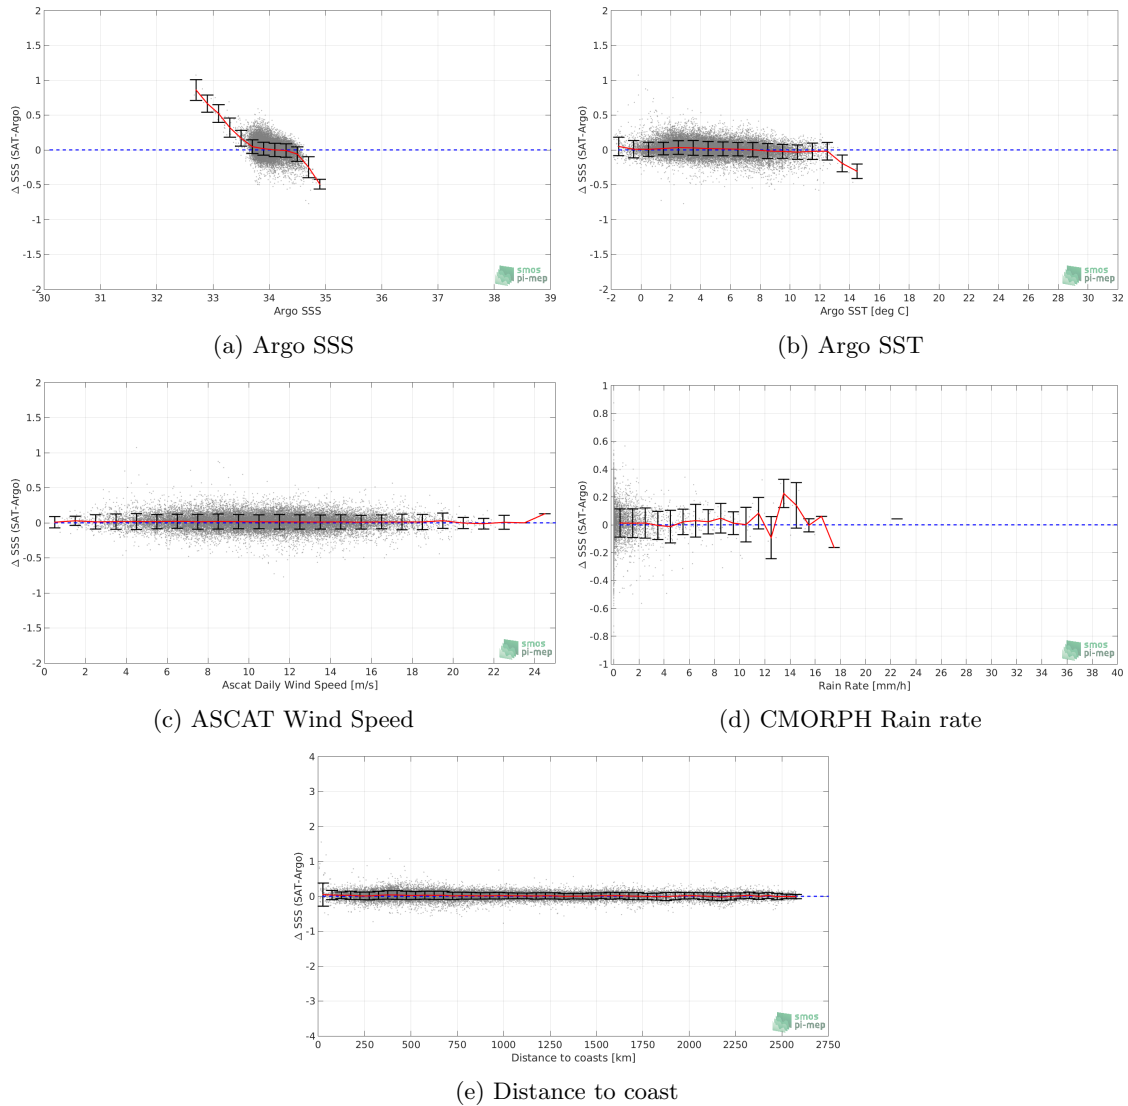 2
1.5
1
0.5
0
-0.5
-1
-1.5
-2
Δ SSS (SAT-Argo)
30 31 32 33 34 35 36 37 38 39
Argo SSS
smos
pi-mep
(a) Argo SSS
2
1.5
1
0.5
0
-0.5
-1
-1.5
-2
Δ SSS (SAT-Argo)
-2 0 2 4 6 8 10 12 14 16 18 20 22 24 26 28 30 32
Argo SST [deg C]
smos
pi-mep
(b) Argo SST
2
1.5
1
0.5
0
-0.5
-1
-1.5
-2
Δ SSS (SAT-Argo)
0 2 4 6 8 10 12 14 16 18 20 22 24
Ascat Daily Wind Speed [m/s]
smos
pi-mep
(c) ASCAT Wind Speed
1
0.8
0.6
0.4
0.2
0
-0.2
-0.4
-0.6
-0.8
-1
Δ SSS (SAT-Argo)
0 2 4 6 8 10 12 14 16 18 20 22 24 26 28 30 32 34 36 38 40
Rain Rate [mm/h]
smos
pi-mep
(d) CMORPH Rain rate
4
3
2
1
0
-1
-2
-3
-4
Δ SSS (SAT-Argo)
0 250 500 750 1000 1250 1500 1750 2000 2250 2500 2750
Distance to coasts [km]
smos
pi-mep
(e) Distance to coast